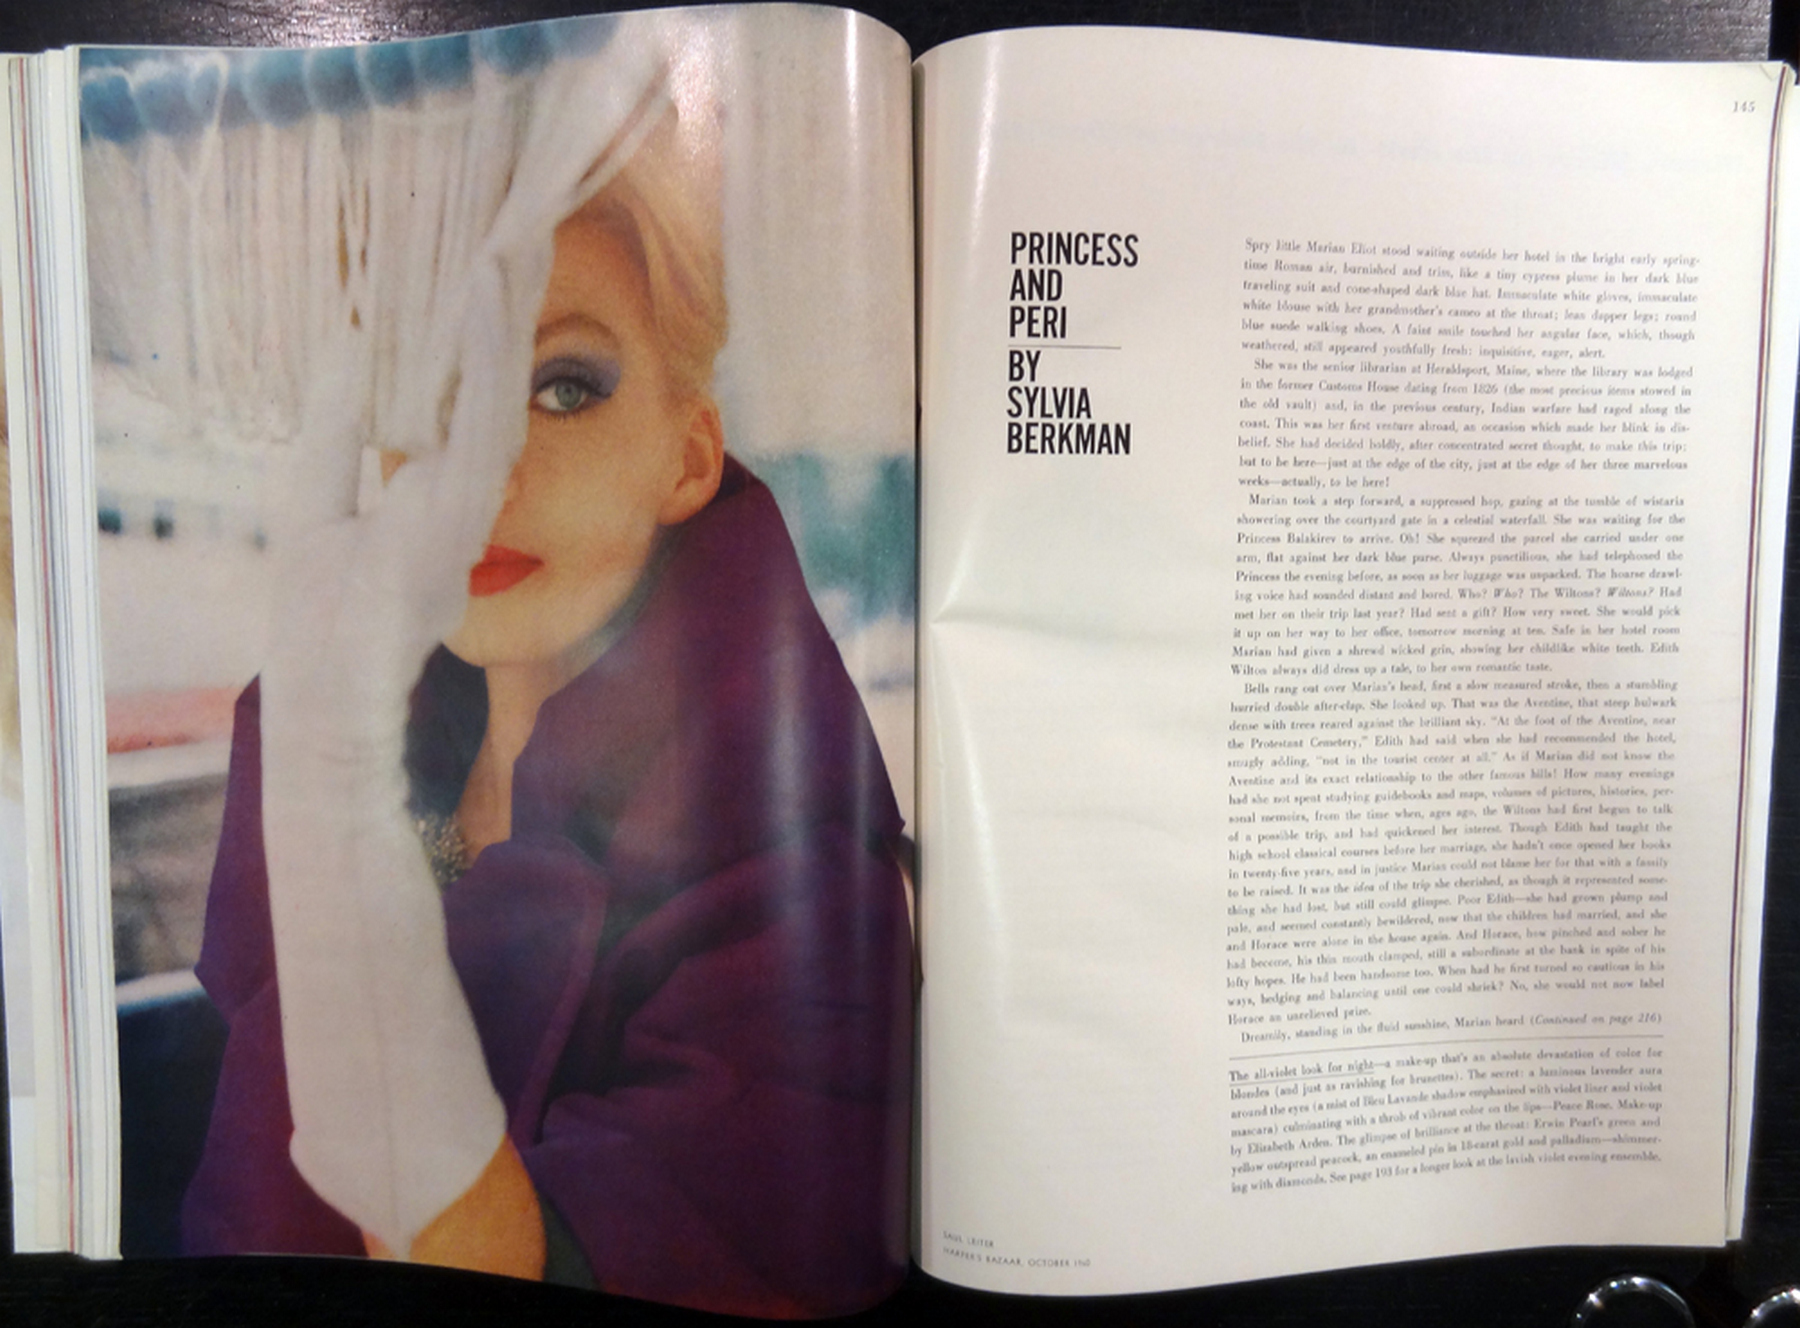 145
PRINCESS
AND
PERI
BY
SYLVIA
BERKMAN
Spry little Marian Eliot stood waiting outside her hotel in the bright early spring-
time Roman air, burnished and trim, like a tiny cypress plume in her dark blue
traveling suit and cone-shaped dark blue hat. Immaculate white gloves, immaculate
white blouse with her grandmother's cameo at the throat; lean dapper legs; round
blue suede walking shoes. A faint smile touched her angular face, which, though
weathered, still appeared youthfully fresh: inquisitive, eager, alert.
She was the senior librarian at Heraldsport, Maine, where the library was lodged
in the former Customs House dating from 1826 (the most precious items stowed in
the old vault) and, in the previous century, Indian warfare had raged along the
coast. This was her first venture abroad, an occasion which made her blink in dis-
belief. She had decided boldly, after concentrated secret thought, to make this trip;
but to be here—just at the edge of the city, just at the edge of her three marvelous
weeks—actually, to be here!
Marian took a step forward, a suppressed hop, gazing at the tumble of wistaria
showering over the courtyard gate in a celestial waterfall. She was waiting for the
Princess Balakirev to arrive. Oh! She squeezed the parcel she carried under one
arm, flat against her dark blue purse. Always punctilious, she had telephoned the
Princess the evening before, as soon as her luggage was unpacked. The hoarse drawl-
ing voice had sounded distant and bored. Who? Who? The Wiltons? Wiltons? Had
met her on their trip last year? Had sent a gift? How very sweet. She would pick
it up on her way to her office, tomorrow morning at ten. Safe in her hotel room
Marian had given a shrewd wicked grin, showing her childlike white teeth. Edith
Wilton always did dress up a tale, to her own romantic taste.
Bells rang out over Marian's head, first a slow measured stroke, then a stumbling
hurried double after-clap. She looked up. That was the Aventine, that steep bulwark
dense with trees reared against the brilliant sky. "At the foot of the Aventine, near
the Protestant Cemetery," Edith had said when she had recommended the hotel,
smugly adding, "not in the tourist center at all." As if Marian did not know the
Aventine and its exact relationship to the other famous hills! How many evenings
had she not spent studying guidebooks and maps, volumes of pictures, histories, per-
sonal memoirs, from the time when, ages ago, the Wiltons had first begun to talk
of a possible trip, and had quickened her interest. Though Edith had taught the
high school classical courses before her marriage, she hadn't once opened her books
in twenty-five years, and in justice Marian could not blame her for that with a family
to be raised. It was the idea of the trip she cherished, as though it represented some-
thing she had lost, but still could glimpse. Poor Edith—she had grown plump and
pale, and seemed constantly bewildered, now that the children had married, and she
and Horace were alone in the house again. And Horace, how pinched and sober he
had become, his thin mouth clamped, still a subordinate at the bank in spite of his
lofty hopes. He had been handsome too. When had he first turned so cautious in his
ways, hedging and balancing until one could shriek? No, she would not now label
Horace an unrelieved prize.
Dreamily, standing in the fluid sunshine, Marian heard (Continued on page 216)
The all-violet look for night—a make-up that's an absolute devastation of color for
blondes (and just as ravishing for brunettes). The secret: a luminous lavender aura
around the eyes (a mist of Bleu Lavande shadow emphasized with violet liner and violet
mascara) culminating with a throb of vibrant color on the lips—Peace Rose. Make-up
by Elizabeth Arden. The glimpse of brilliance at the throat: Erwin Pearl's green and
yellow outspread peacock, an enameled pin in 18-carat gold and palladium—shimmer-
ing with diamonds. See page 193 for a longer look at the lavish violet evening ensemble.
SAUL LEITER
HARPER'S BAZAAR, OCTOBER 1960